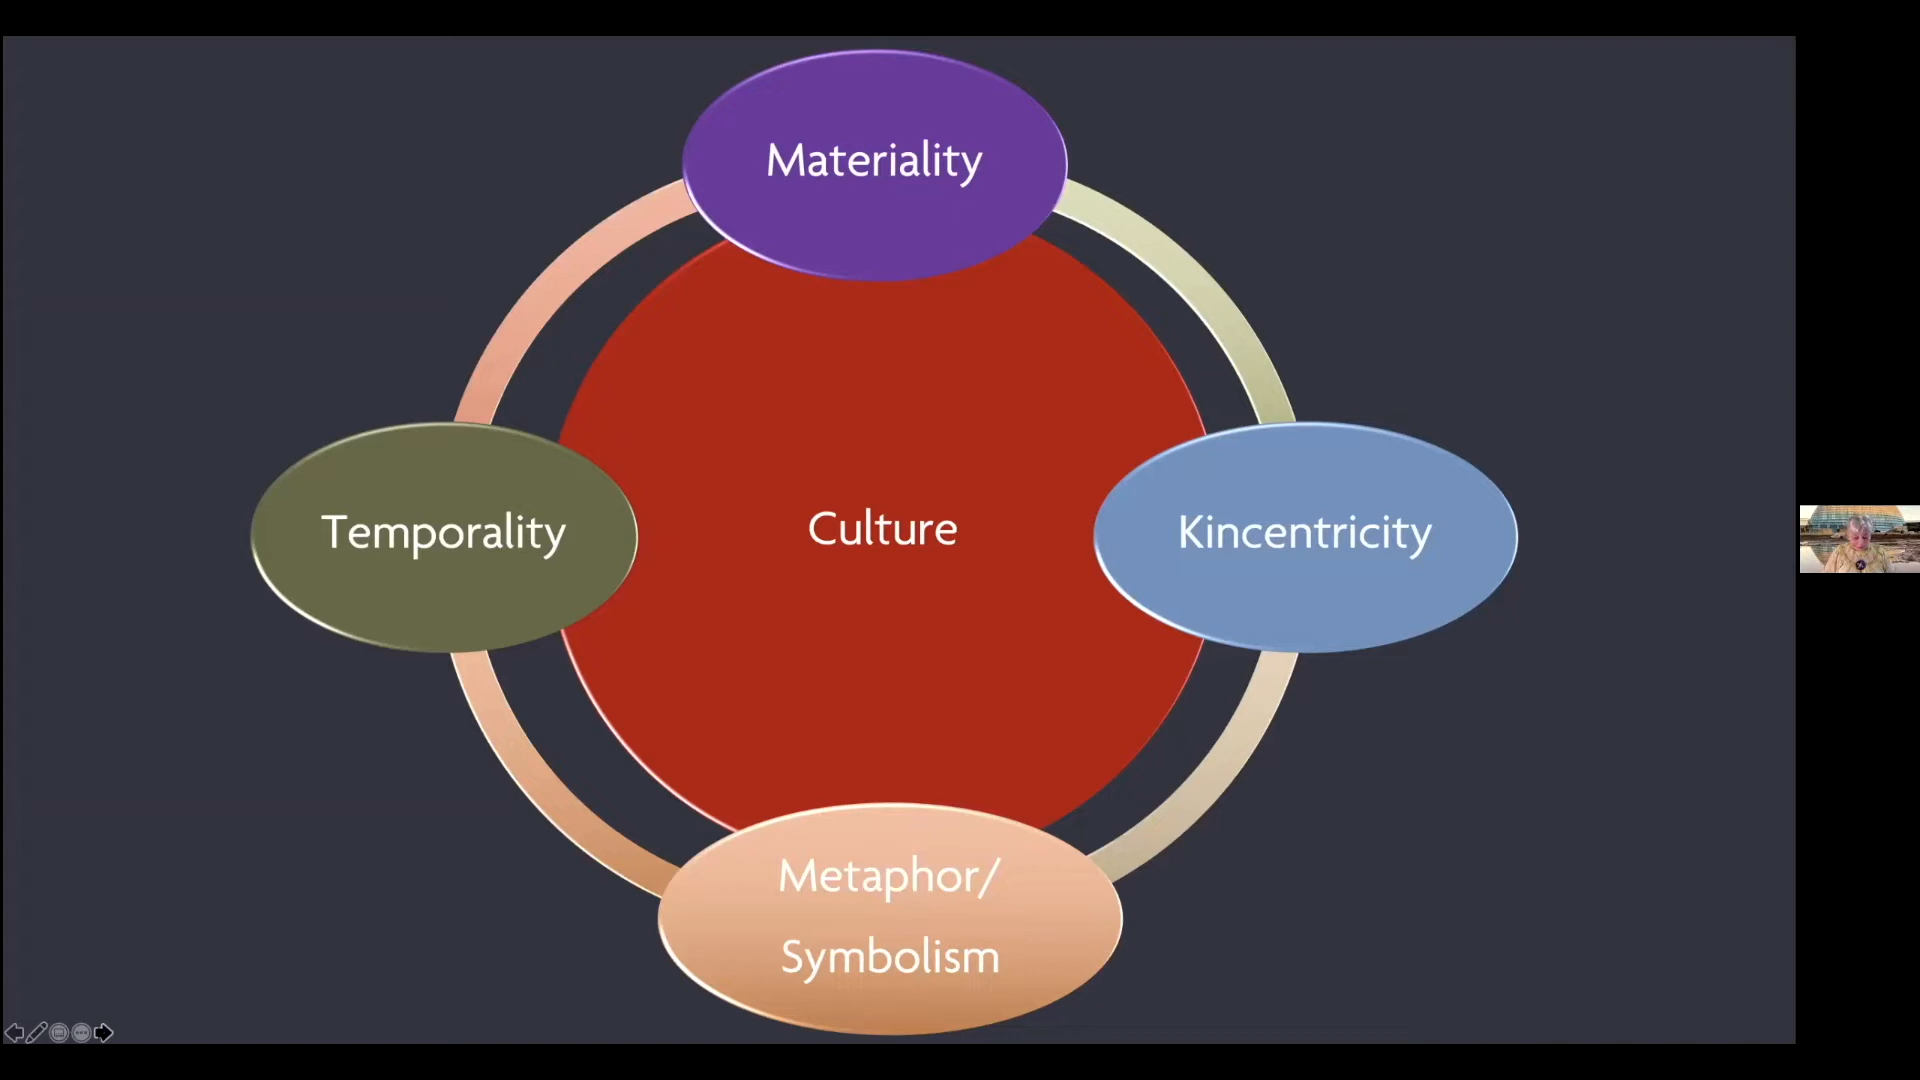 Materiality
Temporality
Culture
Kincentricity
Metaphor/
Symbolism